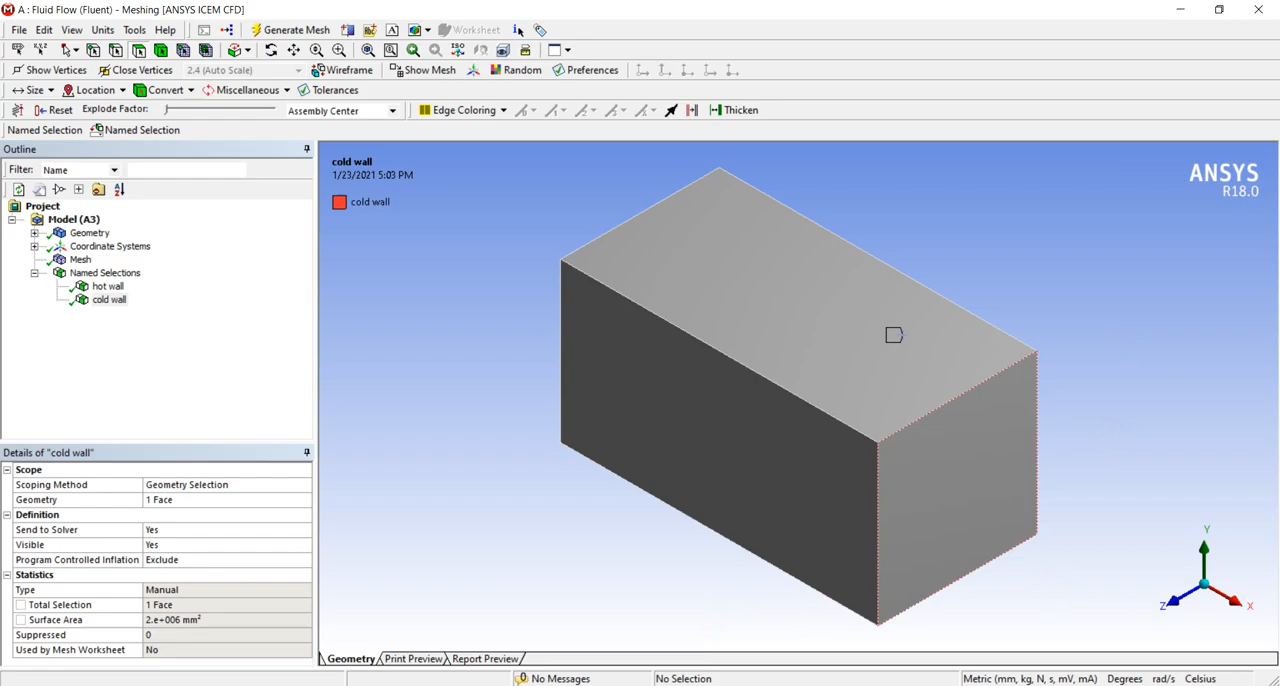 A : Fluid Flow (Fluent) - Meshing [ANSYS ICEM CFD]
File Edit View Units Tools Help Generate Mesh A Worksheet i
Show Vertices Close Vertices 2.4 (Auto Scale) Wireframe Show Mesh Random Preferences
Size Location Convert Miscellaneous Tolerances
Reset Explode Factor: Assembly Center Edge Coloring Thicken
Named Selection Named Selection
Outline
Filter: Name
Project
Model (A3)
Geometry
Coordinate Systems
Mesh
Named Selections
hot wall
cold wall
Details of "cold wall"
Scope
Scoping Method Geometry Selection
Geometry 1 Face
Definition
Send to Solver Yes
Visible Yes
Program Controlled Inflation Exclude
Statistics
Type Manual
Total Selection 1 Face
Surface Area 2.e+006 mm²
Suppressed 0
Used by Mesh Worksheet No
cold wall
1/23/2021 5:03 PM
cold wall
ANSYS
R18.0
Y
Z
X
Geometry Print Preview Report Preview
0 No Messages No Selection Metric (mm, kg, N, s, mV, mA) Degrees rad/s Celsius